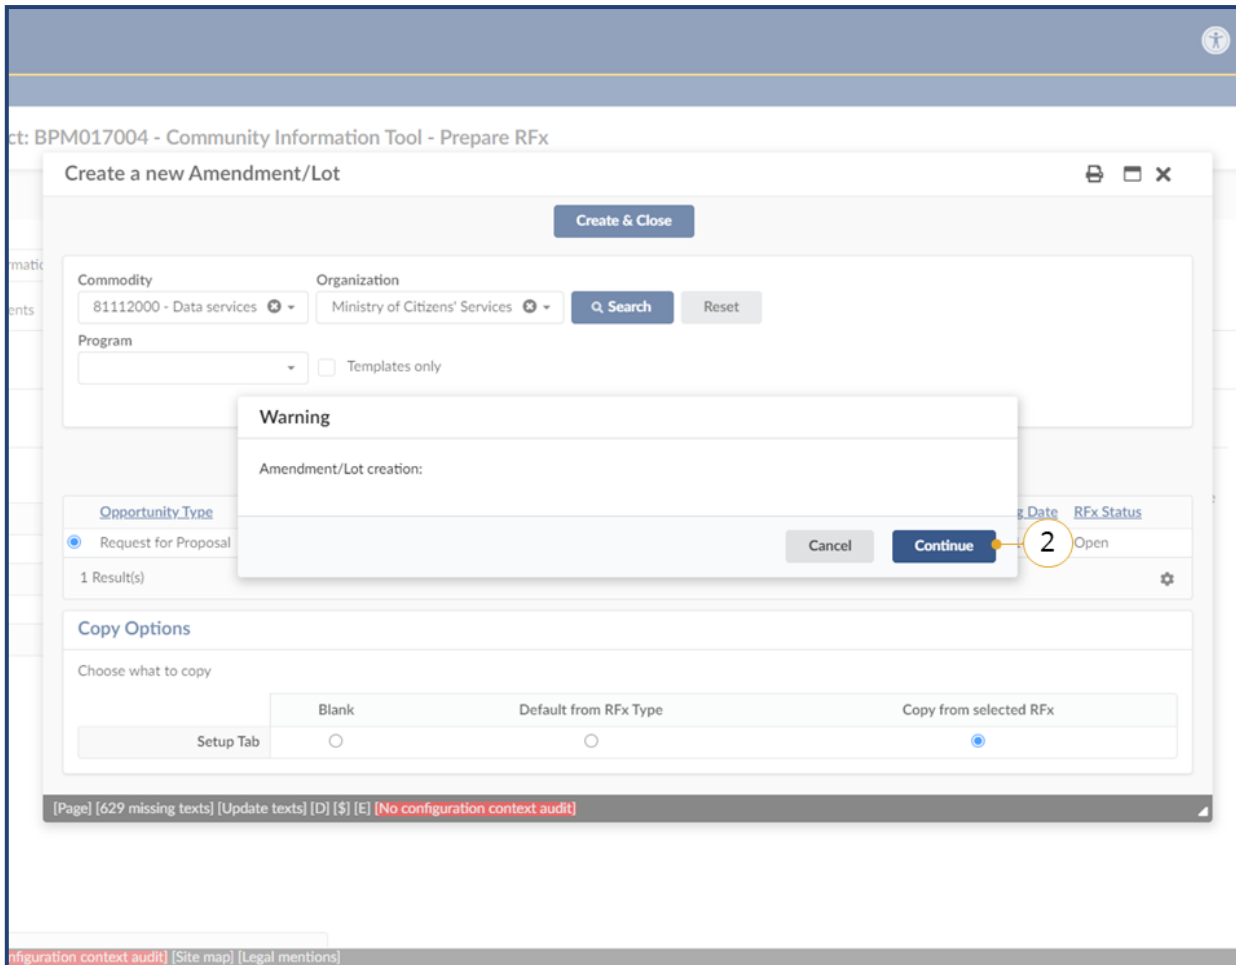 ct: BPM017004 - Community Information Tool - Prepare RFx
Create a new Amendment/Lot
Create & Close
Commodity Organization
81112000 - Data services Ministry of Citizens' Services Search Reset
Program
Templates only
Warning
Amendment/Lot creation:
Opportunity Type g Date RFx Status
Request for Proposal Open
Cancel Continue 2
1 Result(s)
Copy Options
Choose what to copy
Blank Default from RFx Type Copy from selected RFx
Setup Tab
[Page] [629 missing texts] [Update texts] [D] [$] [E] [No configuration context audit]
nfiguration context audit] [Site map] [Legal mentions]